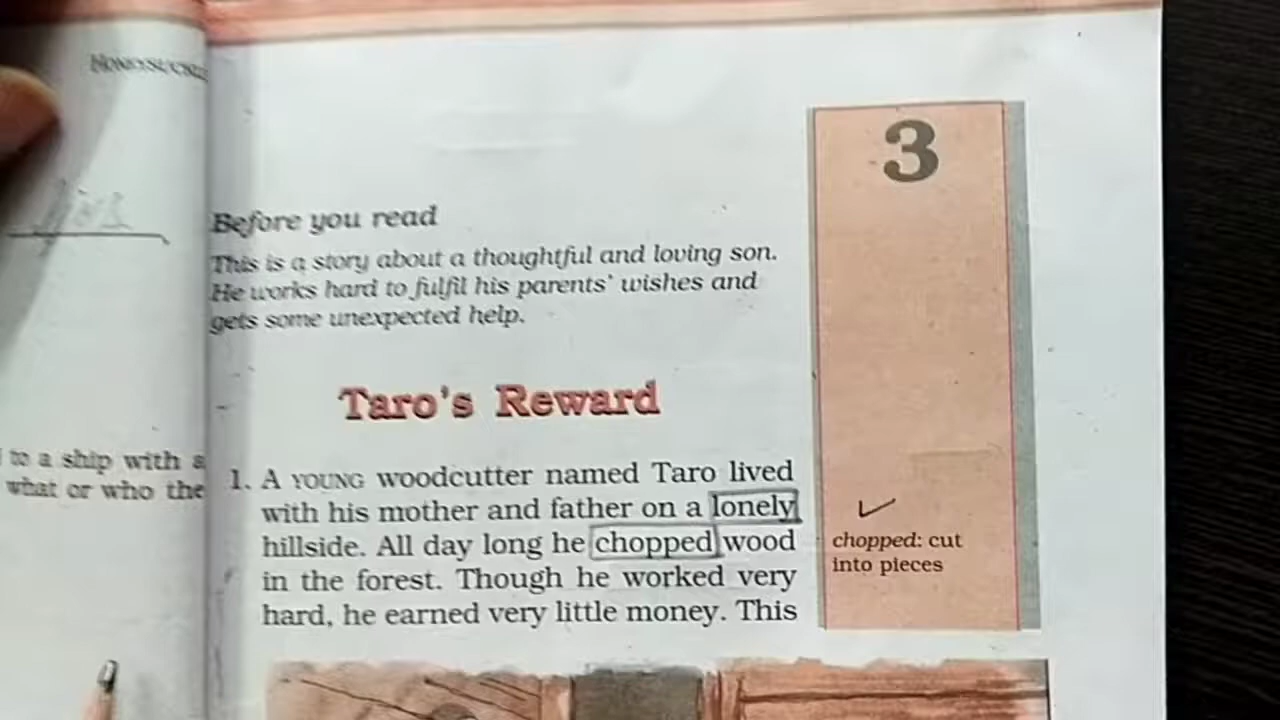 HONEYSUCKLE
to a ship with a
what or who the
3
Before you read
This is a story about a thoughtful and loving son.
He works hard to fulfil his parents' wishes and
gets some unexpected help.
Taro's Reward
1. A YOUNG woodcutter named Taro lived
with his mother and father on a lonely
hillside. All day long he chopped wood
in the forest. Though he worked very
hard, he earned very little money. This
chopped: cut
into pieces